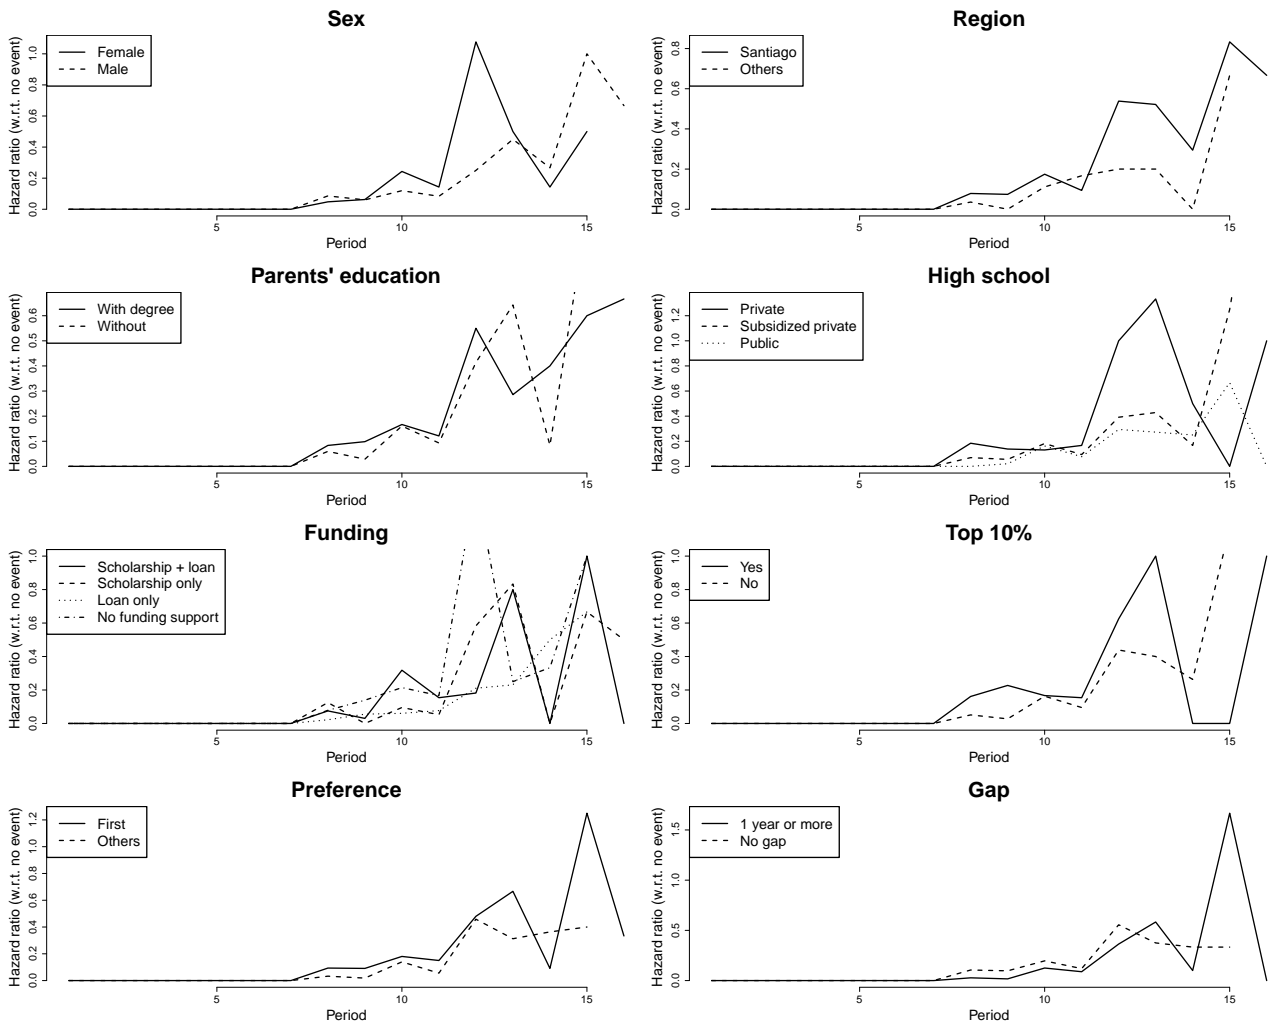 Sex
Hazard ratio (w.r.t. no event)
0.0 0.2 0.4 0.6 0.8 1.0
Female
Male
5 10 15
Period
Region
Hazard ratio (w.r.t. no event)
0.0 0.2 0.4 0.6 0.8
Santiago
Others
5 10 15
Period
Parents' education
Hazard ratio (w.r.t. no event)
0.0 0.1 0.2 0.3 0.4 0.5 0.6
With degree
Without
5 10 15
Period
High school
Hazard ratio (w.r.t. no event)
0.0 0.2 0.4 0.6 0.8 1.0 1.2
Private
Subsidized private
Public
5 10 15
Period
Funding
Hazard ratio (w.r.t. no event)
0.0 0.2 0.4 0.6 0.8 1.0
Scholarship + loan
Scholarship only
Loan only
No funding support
5 10 15
Period
Top 10%
Hazard ratio (w.r.t. no event)
0.0 0.2 0.4 0.6 0.8 1.0
Yes
No
5 10 15
Period
Preference
Hazard ratio (w.r.t. no event)
0.0 0.2 0.4 0.6 0.8 1.0 1.2
First
Others
5 10 15
Period
Gap
Hazard ratio (w.r.t. no event)
0.0 0.5 1.0 1.5
1 year or more
No gap
5 10 15
Period